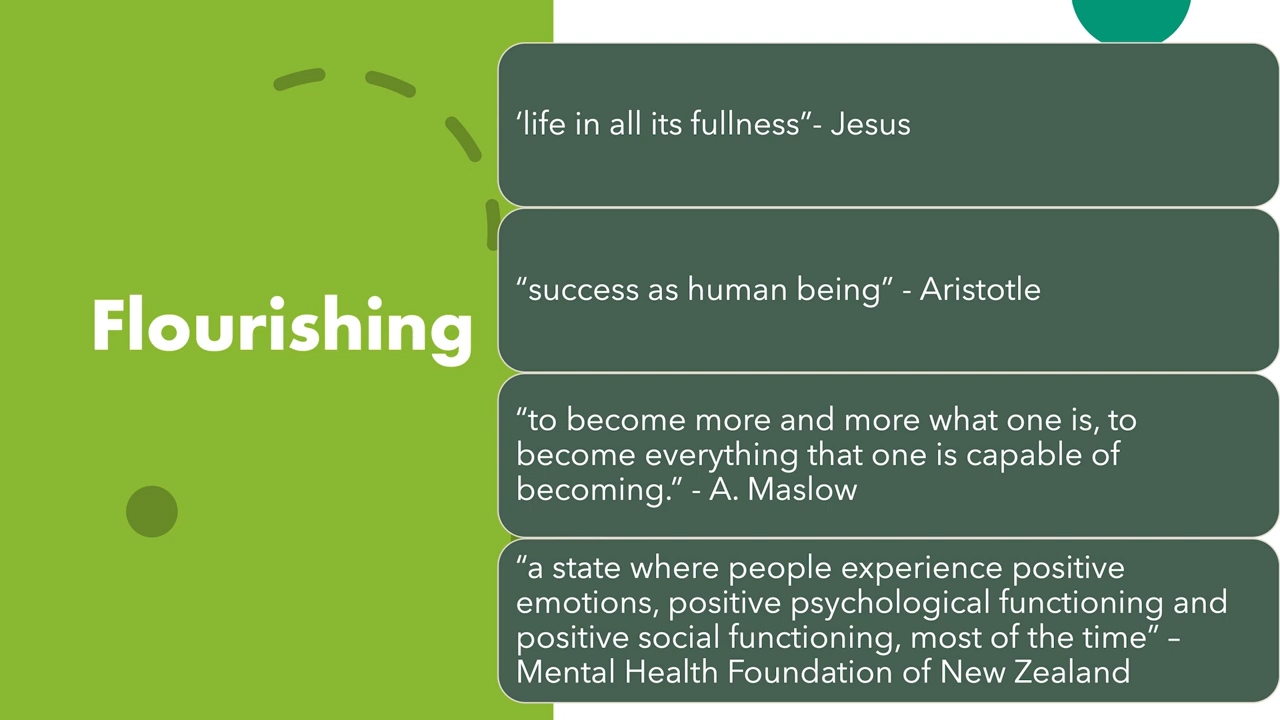 Flourishing
‘life in all its fullness”- Jesus
“success as human being” - Aristotle
“to become more and more what one is, to
become everything that one is capable of
becoming.” - A. Maslow
“a state where people experience positive
emotions, positive psychological functioning and
positive social functioning, most of the time” –
Mental Health Foundation of New Zealand